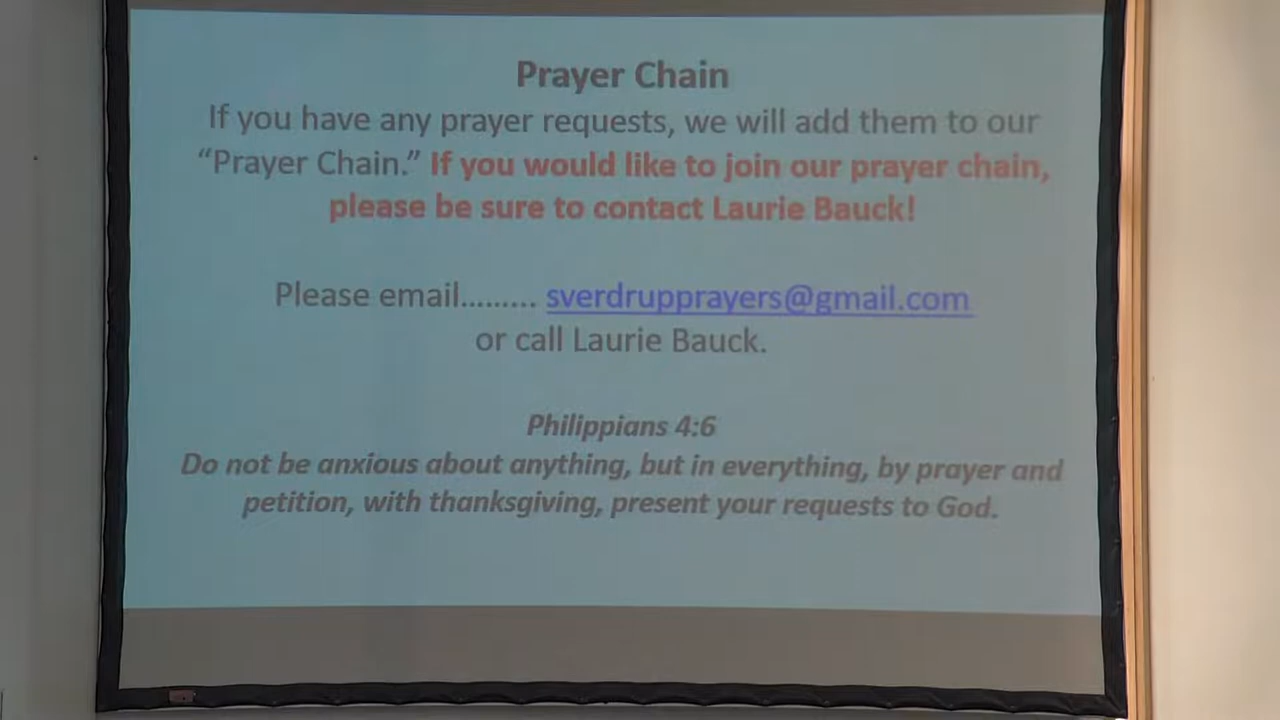 Prayer Chain
If you have any prayer requests, we will add them to our
“Prayer Chain.” If you would like to join our prayer chain,
please be sure to contact Laurie Bauck!
Please email......... sverdrupprayers@gmail.com
or call Laurie Bauck.
Philippians 4:6
Do not be anxious about anything, but in everything, by prayer and
petition, with thanksgiving, present your requests to God.